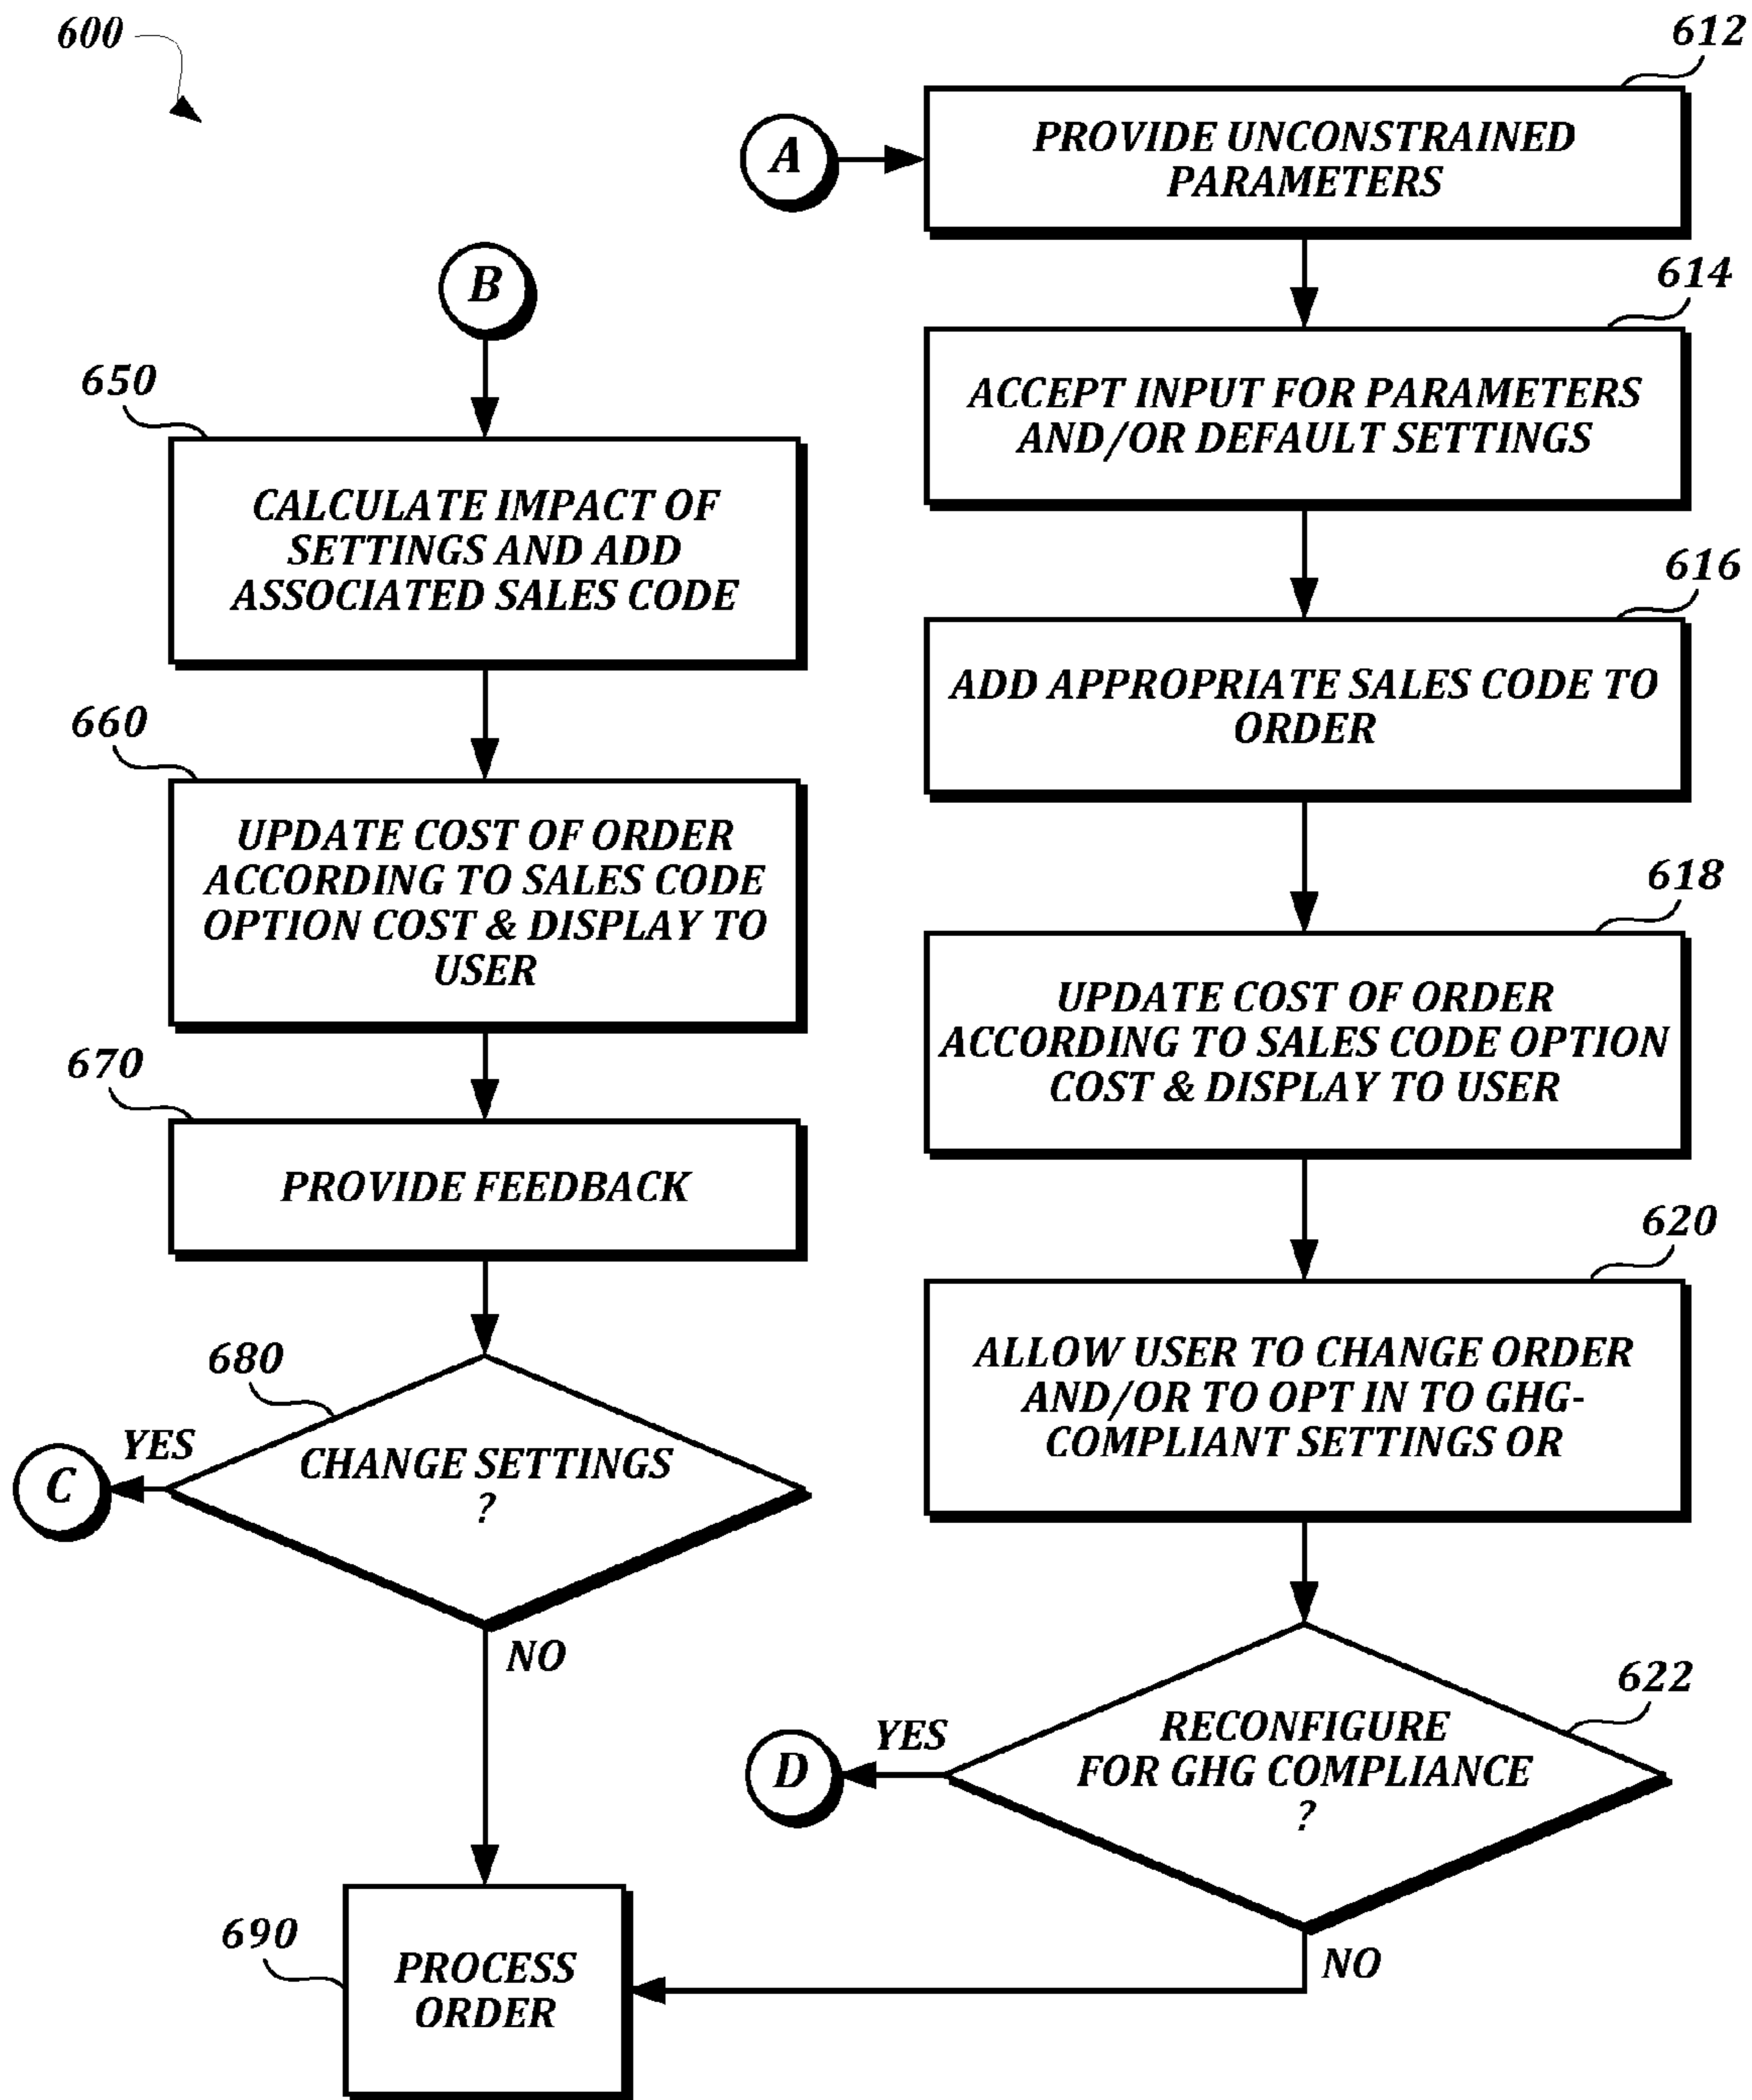 600
612
A
PROVIDE UNCONSTRAINED
PARAMETERS
614
ACCEPT INPUT FOR PARAMETERS
AND/OR DEFAULT SETTINGS
616
ADD APPROPRIATE SALES CODE TO
ORDER
618
UPDATE COST OF ORDER
ACCORDING TO SALES CODE OPTION
COST & DISPLAY TO USER
620
ALLOW USER TO CHANGE ORDER
AND/OR TO OPT IN TO GHG-
COMPLIANT SETTINGS OR
622
RECONFIGURE
FOR GHG COMPLIANCE
?
YES
D
NO
B
650
CALCULATE IMPACT OF
SETTINGS AND ADD
ASSOCIATED SALES CODE
660
UPDATE COST OF ORDER
ACCORDING TO SALES CODE
OPTION COST & DISPLAY TO
USER
670
PROVIDE FEEDBACK
680
CHANGE SETTINGS
?
YES
C
NO
690
PROCESS
ORDER